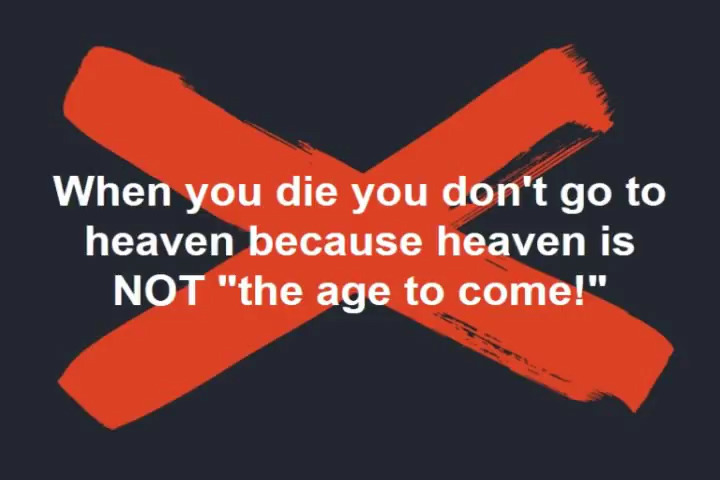 When you die you don't go to
heaven because heaven is
NOT "the age to come!"